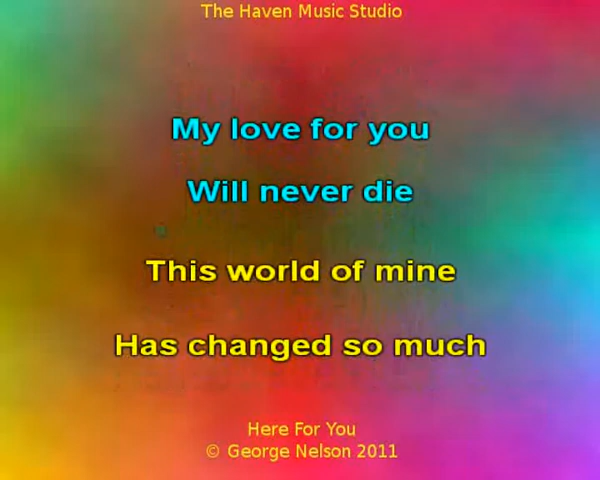 The Haven Music Studio
My love for you
Will never die
This world of mine
Has changed so much
Here For You
© George Nelson 2011